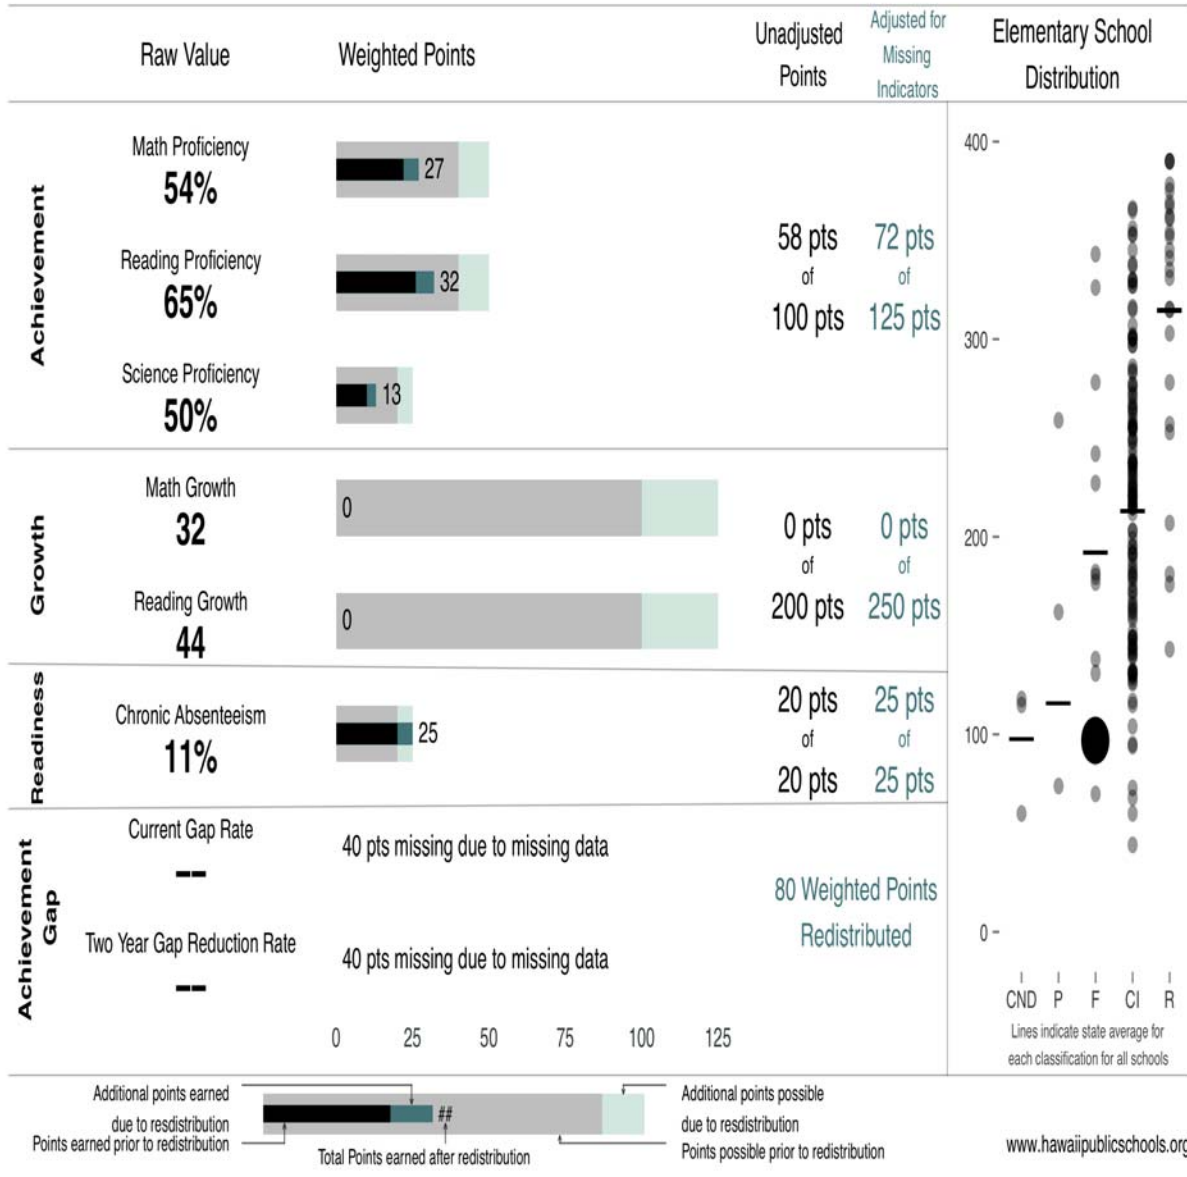 Raw Value
Weighted Points
Unadjusted
Points
Adjusted for
Missing
Indicators
Elementary School
Distribution
Achievement
Math Proficiency
54%
27
Reading Proficiency
65%
32
Science Proficiency
50%
13
58 pts
of
100 pts
72 pts
of
125 pts
Growth
Math Growth
32
0
Reading Growth
44
0
0 pts
of
200 pts
0 pts
of
250 pts
Readiness
Chronic Absenteeism
11%
25
20 pts
of
20 pts
25 pts
of
25 pts
Achievement
Gap
Current Gap Rate
--
40 pts missing due to missing data
Two Year Gap Reduction Rate
--
40 pts missing due to missing data
80 Weighted Points
Redistributed
0 25 50 75 100 125
400
300
200
100
0
CND P F CI R
Lines indicate state average for
each classification for all schools
Additional points earned
due to resdistribution
Points earned prior to redistribution
##
Total Points earned after redistribution
Additional points possible
due to resdistribution
Points possible prior to redistribution
www.hawaiipublicschools.org